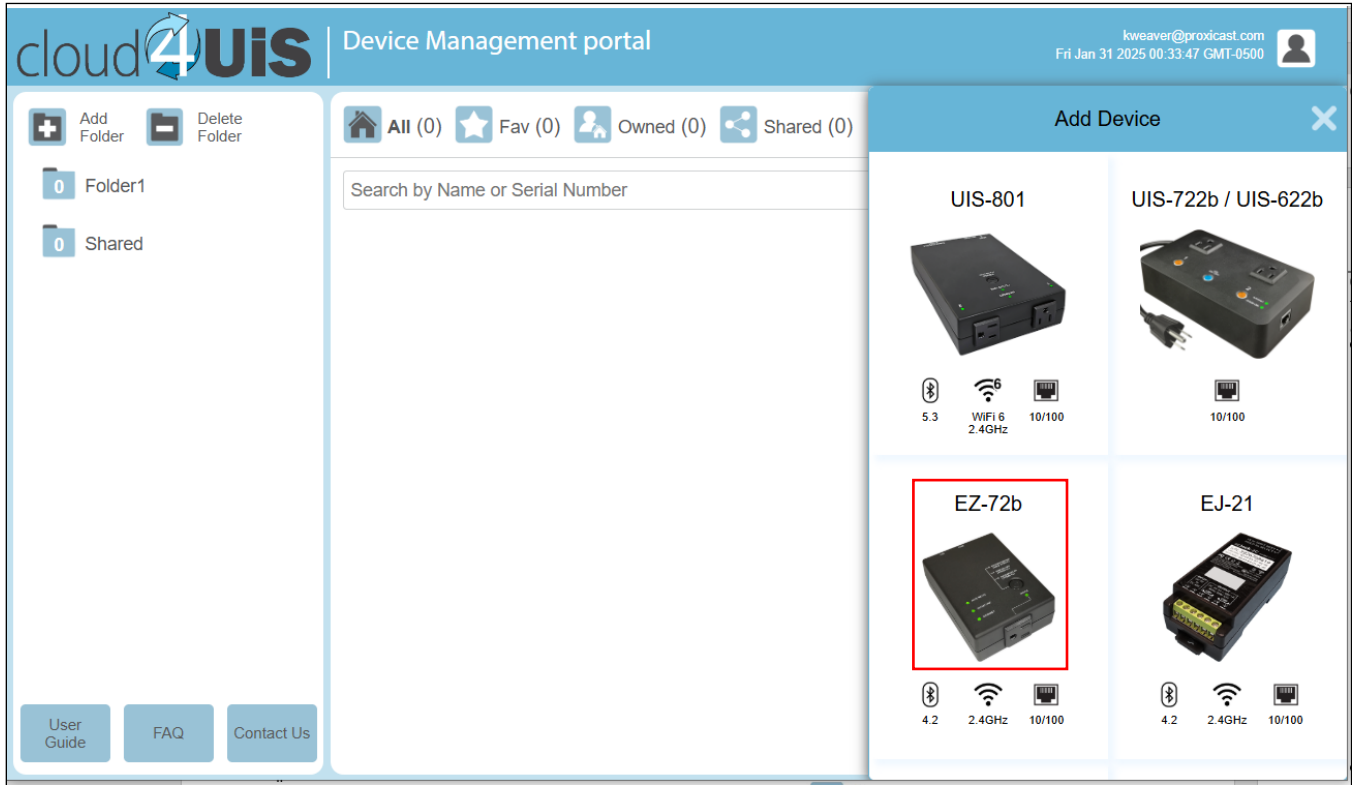 cloud4UiS
Device Management portal
kweaver@proxicast.com
Fri Jan 31 2025 00:33:47 GMT-0500
Add
Folder
Delete
Folder
0 Folder1
0 Shared
User
Guide
FAQ
Contact Us
All (0) Fav (0) Owned (0) Shared (0)
Search by Name or Serial Number
Add Device
UIS-801
5.3
WiFi 6
2.4GHz
10/100
UIS-722b / UIS-622b
10/100
EZ-72b
4.2
2.4GHz
10/100
EJ-21
4.2
2.4GHz
10/100